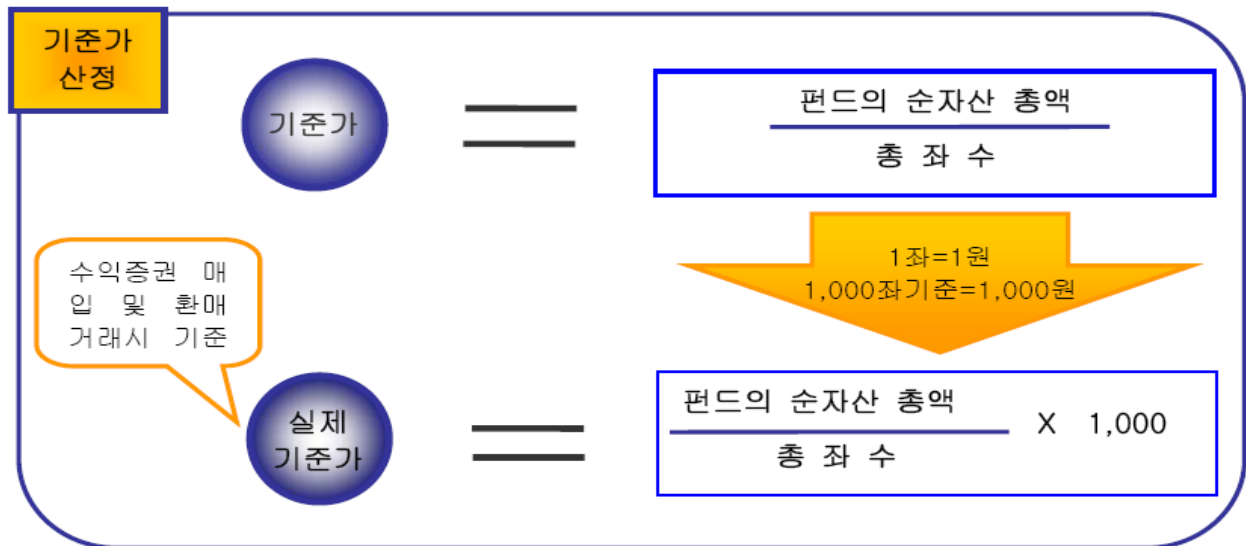 기준가
산정
기준가
펀드의 순자산 총액
총 좌 수
1좌=1원
1,000좌기준=1,000원
수익증권 매
입 및 환매
거래시 기준
실제
기준가
펀드의 순자산 총액
총 좌 수
X 1,000